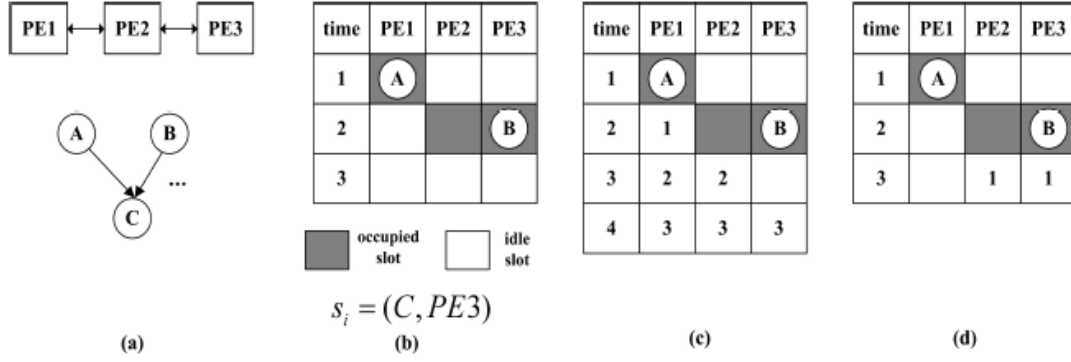 PE1 PE2 PE3
A B
...
C
(a)
time PE1 PE2 PE3
1 A
2 B
3
occupied slot
idle slot
s_i = (C, PE3)
(b)
time PE1 PE2 PE3
1 A
2 1 B
3 2 2
4 3 3 3
(c)
time PE1 PE2 PE3
1 A
2 B
3 1 1
(d)